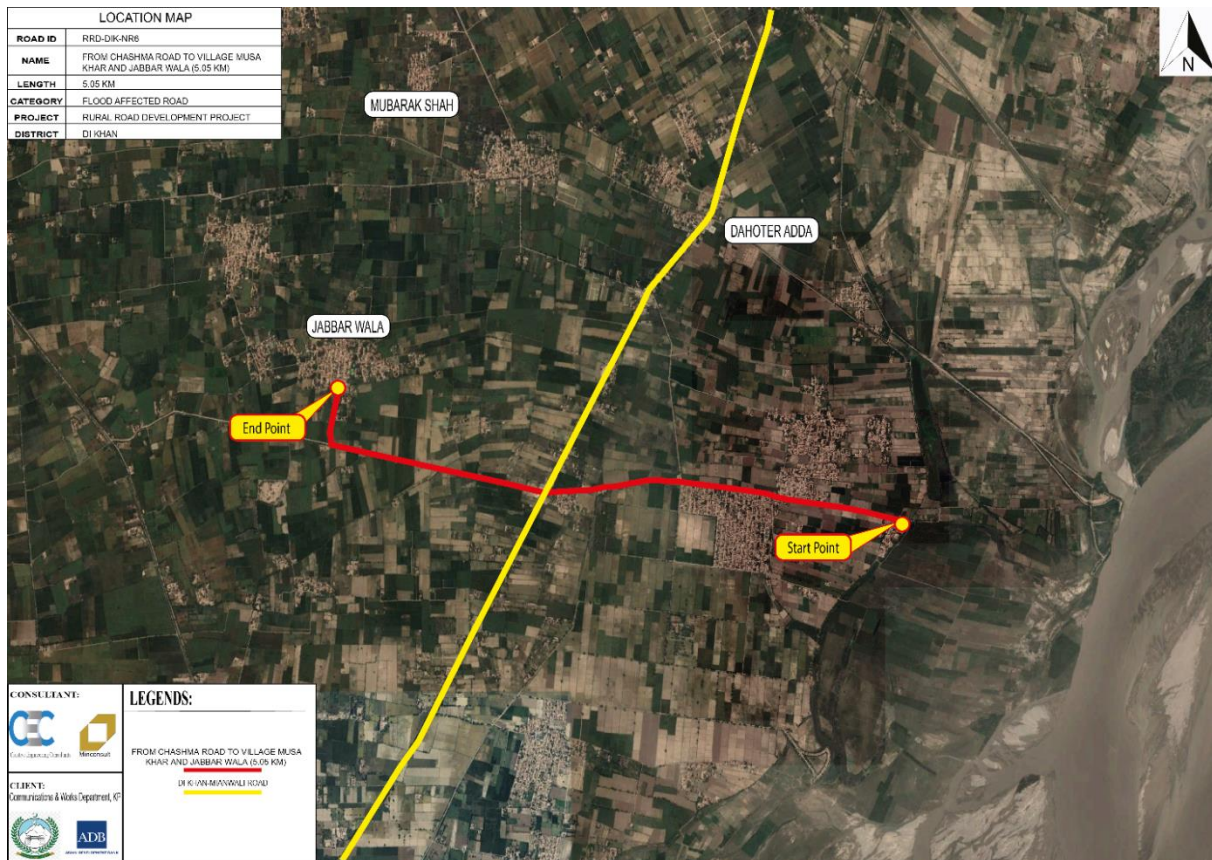 LOCATION MAP
ROAD ID RRD-DIK-NR6
NAME FROM CHASHMA ROAD TO VILLAGE MUSA
KHAR AND JABBAR WALA (5.05 KM)
LENGTH 5.05 KM
CATEGORY FLOOD AFFECTED ROAD
PROJECT RURAL ROAD DEVELOPMENT PROJECT
DISTRICT DI KHAN
N
MUBARAK SHAH
DAHOTER ADDA
JABBAR WALA
End Point
Start Point
CONSULTANT:
CEC
Minconsult
CLIENT:
Communications & Works Department, KP
ADB
LEGENDS:
FROM CHASHMA ROAD TO VILLAGE MUSA
KHAR AND JABBAR WALA (5.05 KM)
DI KHAN-MIANWALI ROAD